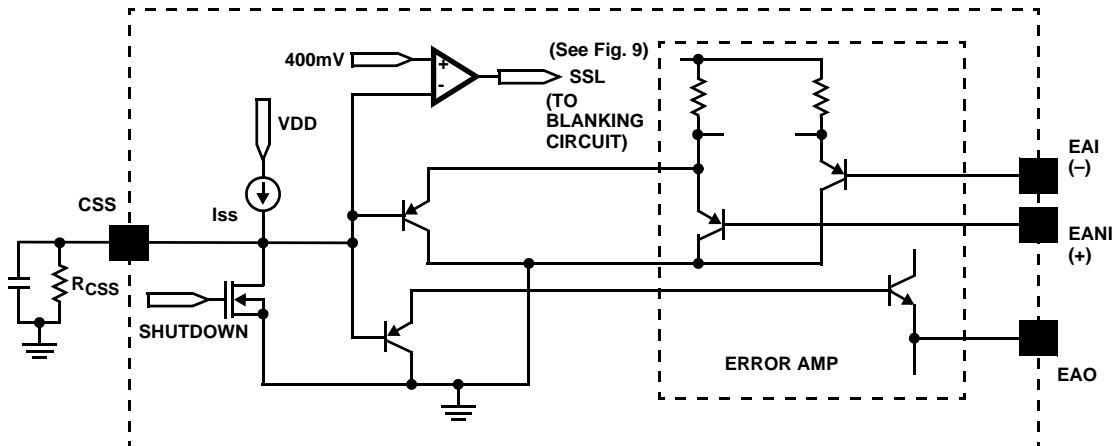 400mV
+
-
(See Fig. 9)
SSL
(TO
BLANKING
CIRCUIT)
VDD
EAI
(–)
CSS
ISS
EANI
(+)
RCSS
SHUTDOWN
ERROR AMP
EAO